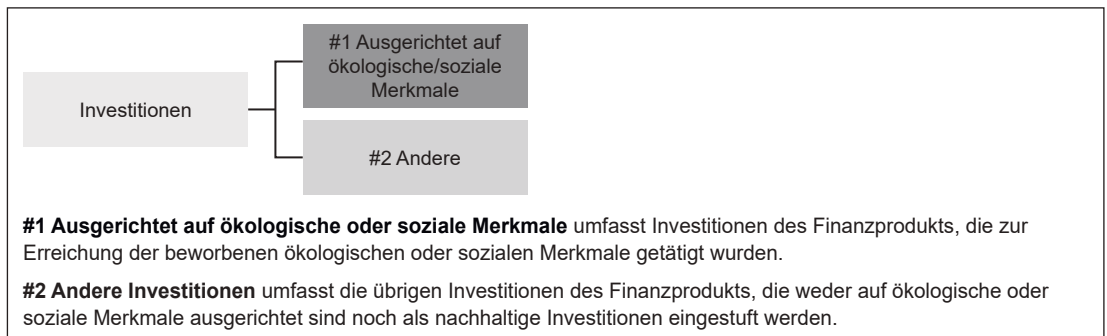 #1 Ausgerichtet auf
ökologische/soziale
Merkmale
Investitionen
#2 Andere
#1 Ausgerichtet auf ökologische oder soziale Merkmale umfasst Investitionen des Finanzprodukts, die zur
Erreichung der beworbenen ökologischen oder sozialen Merkmale getätigt wurden.
#2 Andere Investitionen umfasst die übrigen Investitionen des Finanzprodukts, die weder auf ökologische oder
soziale Merkmale ausgerichtet sind noch als nachhaltige Investitionen eingestuft werden.